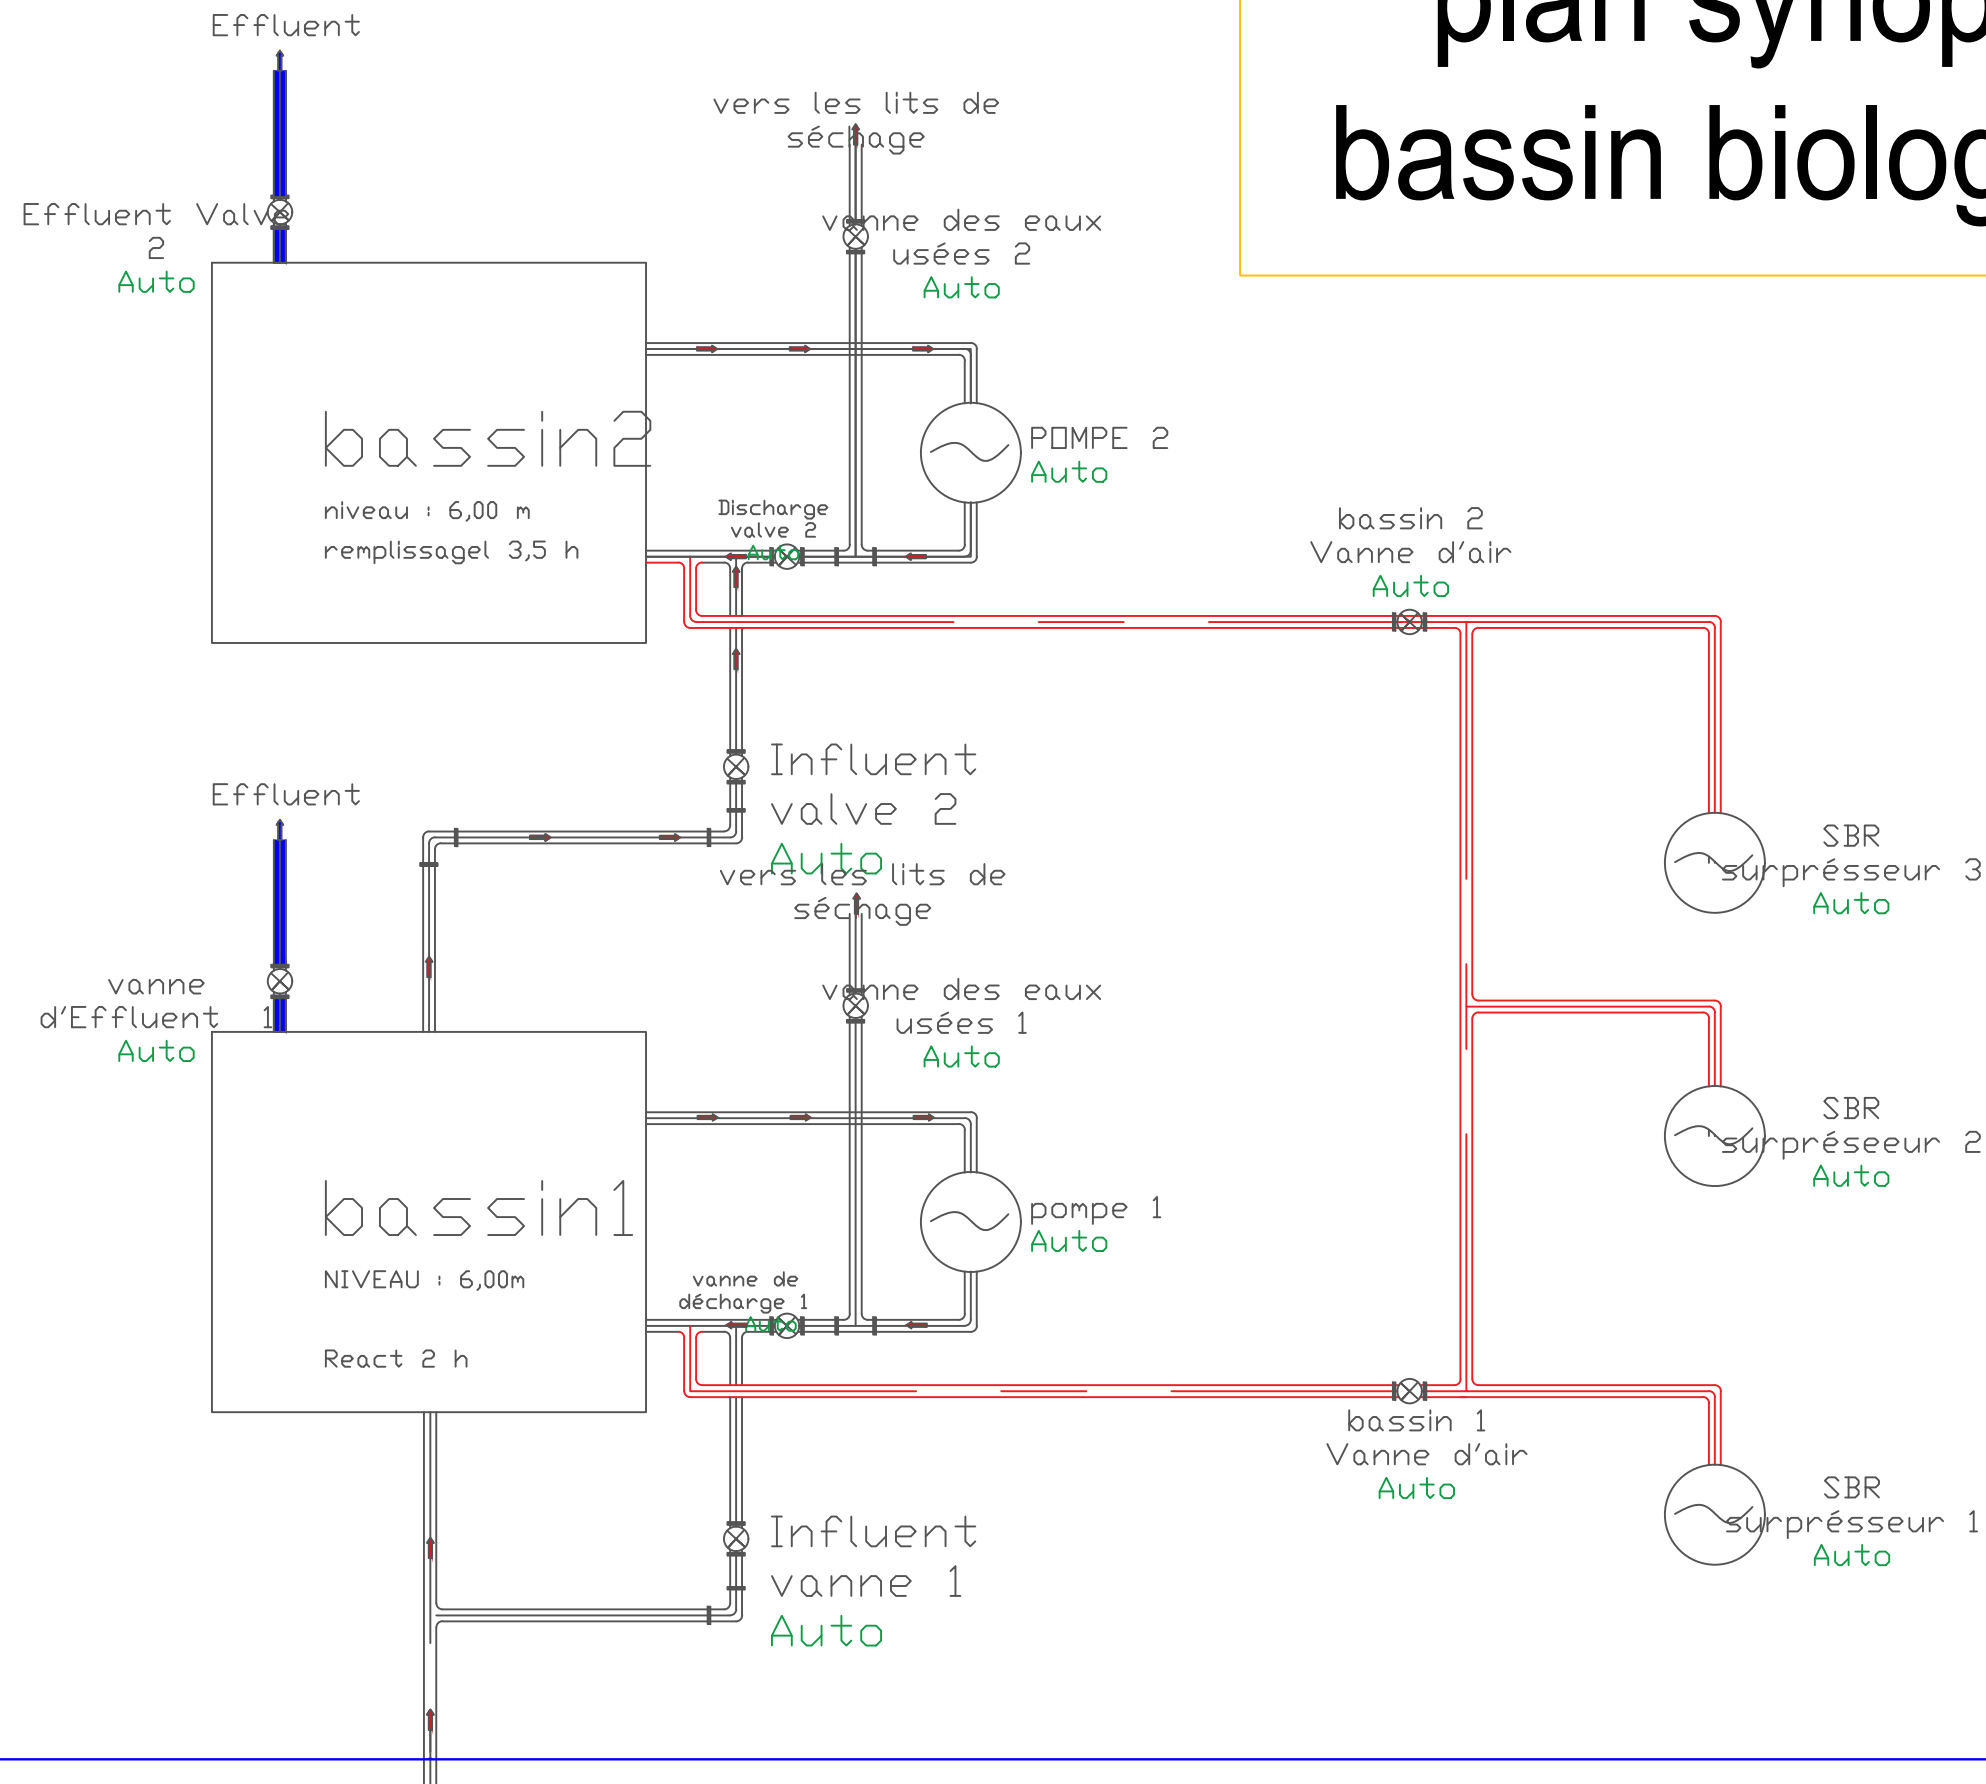 plan synop
bassin biolog
Effluent
vers les lits de
séchage
Effluent Valve
2
Auto
vanne des eaux
usées 2
Auto
bassin2
niveau : 6,00 m
remplissagel 3,5 h
POMPE 2
Auto
Discharge
valve 2
Auto
bassin 2
Vanne d'air
Auto
Influent
valve 2
Auto
SBR
surprésseur 3
Auto
Effluent
vers les lits de
séchage
vanne
d'Effluent 1
Auto
vanne des eaux
usées 1
Auto
SBR
surpréseeur 2
Auto
bassin1
NIVEAU : 6,00m
React 2 h
pompe 1
Auto
vanne de
décharge 1
Auto
bassin 1
Vanne d'air
Auto
SBR
surprésseur 1
Auto
Influent
vanne 1
Auto